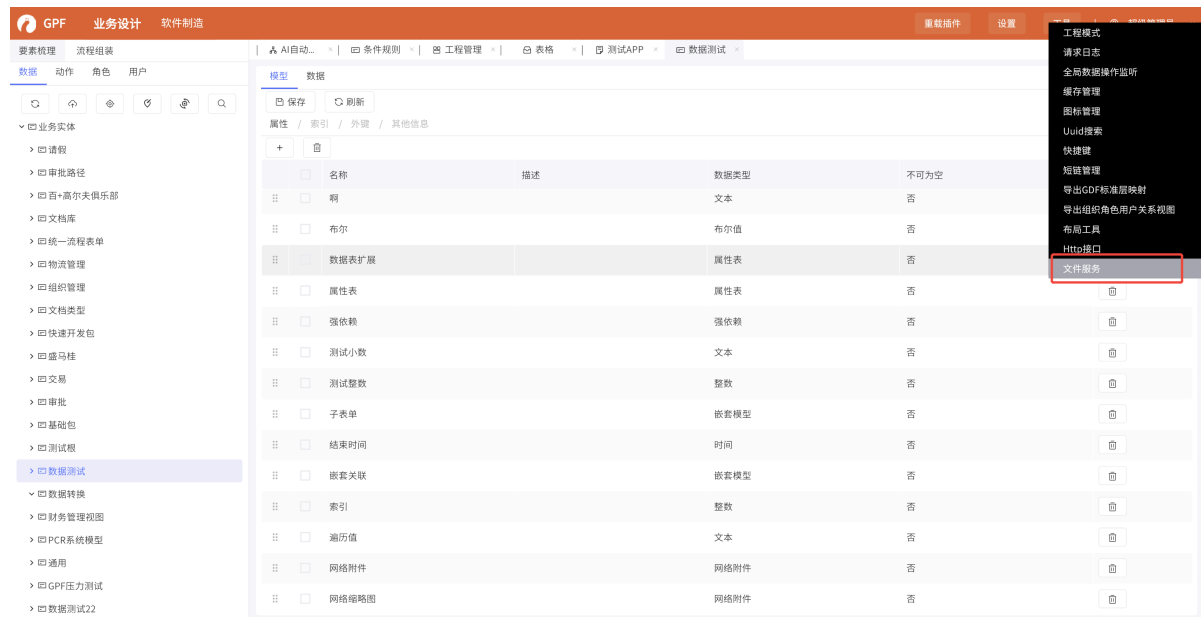 GPF 业务设计 软件制造 重载插件 设置
要素梳理 流程组装
AI自动... × 条件规则 × 工程管理 × 表格 × 测试APP × 数据测试 ×
数据 动作 角色 用户
业务实体
请假
审批路径
百+高尔夫俱乐部
文档库
统一流程表单
物流管理
组织管理
文档类型
快速开发包
盛马桂
交易
审批
基础包
测试根
数据测试
数据转换
财务管理视图
PCR系统模型
通用
GPF压力测试
数据测试22
模型 数据
保存 刷新
属性 / 索引 / 外键 / 其他信息
+
名称 描述 数据类型 不可为空
啊 文本 否
布尔 布尔值 否
数据表扩展 属性表 否
属性表 属性表 否
强依赖 强依赖 否
测试小数 文本 否
测试整数 整数 否
子表单 嵌套模型 否
结束时间 时间 否
嵌套关联 嵌套模型 否
索引 整数 否
遍历值 文本 否
网络附件 网络附件 否
网络缩略图 网络附件 否
工程模式
请求日志
全局数据操作监听
缓存管理
图标管理
Uuid搜索
快捷键
短链管理
导出GDF标准层映射
导出组织角色用户关系视图
布局工具
Http接口
文件服务